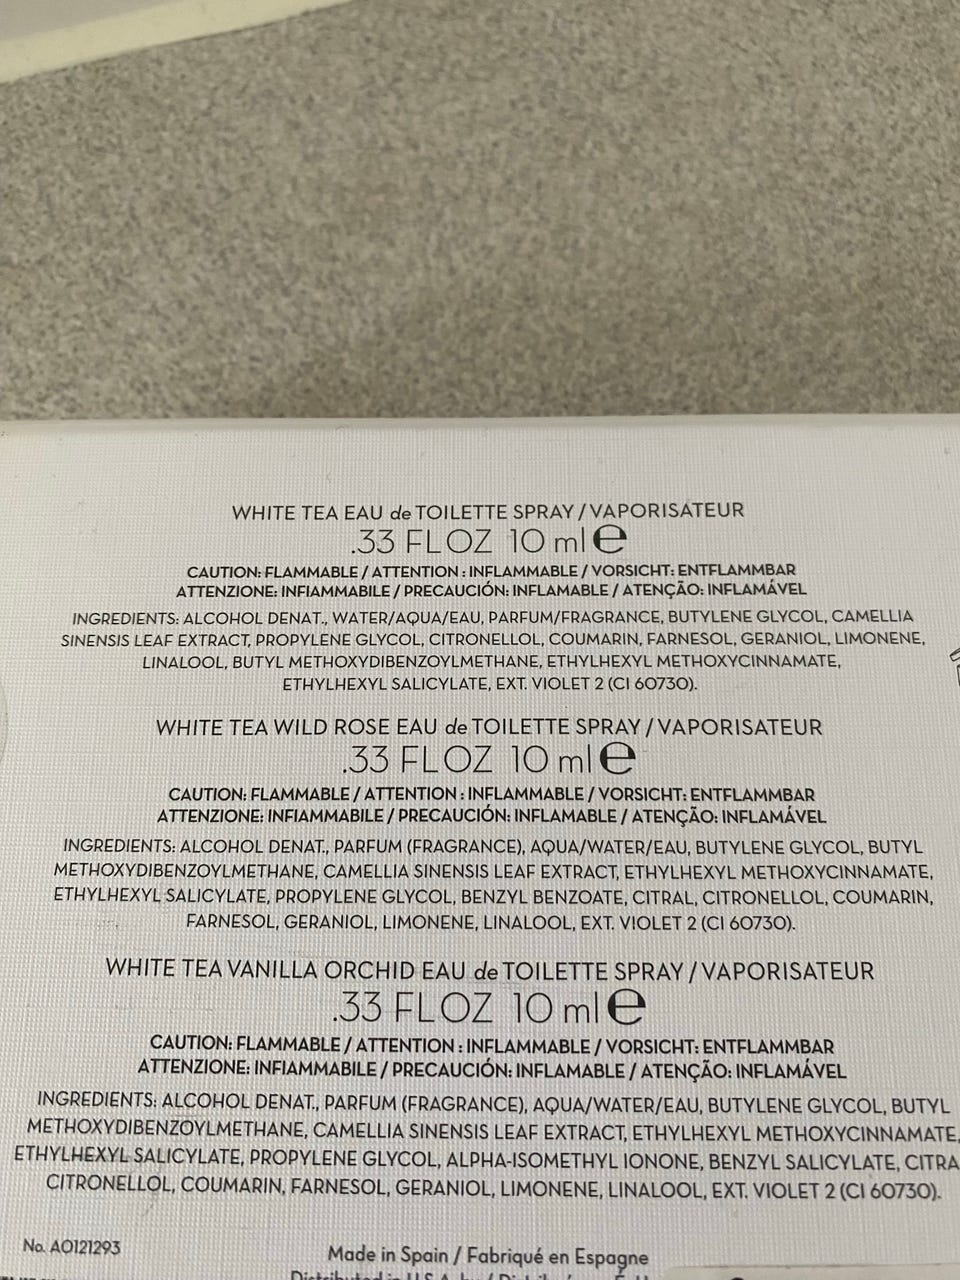 WHITE TEA EAU de TOILETTE SPRAY / VAPORISATEUR
.33 FLOZ 10 ml e
CAUTION: FLAMMABLE / ATTENTION : INFLAMMABLE / VORSICHT: ENTFLAMMBAR
ATTENZIONE: INFIAMMABILE / PRECAUCIÓN: INFLAMABLE / ATENÇÃO: INFLAMÁVEL
INGREDIENTS: ALCOHOL DENAT., WATER/AQUA/EAU, PARFUM/FRAGRANCE, BUTYLENE GLYCOL, CAMELLIA
SINENSIS LEAF EXTRACT, PROPYLENE GLYCOL, CITRONELLOL, COUMARIN, FARNESOL, GERANIOL, LIMONENE,
LINALOOL, BUTYL METHOXYDIBENZOYLMETHANE, ETHYLHEXYL METHOXYCINNAMATE,
ETHYLHEXYL SALICYLATE, EXT. VIOLET 2 (CI 60730).
WHITE TEA WILD ROSE EAU de TOILETTE SPRAY / VAPORISATEUR
.33 FLOZ 10 ml e
CAUTION: FLAMMABLE / ATTENTION : INFLAMMABLE / VORSICHT: ENTFLAMMBAR
ATTENZIONE: INFIAMMABILE / PRECAUCIÓN: INFLAMABLE / ATENÇÃO: INFLAMÁVEL
INGREDIENTS: ALCOHOL DENAT., PARFUM (FRAGRANCE), AQUA/WATER/EAU, BUTYLENE GLYCOL, BUTYL
METHOXYDIBENZOYLMETHANE, CAMELLIA SINENSIS LEAF EXTRACT, ETHYLHEXYL METHOXYCINNAMATE,
ETHYLHEXYL SALICYLATE, PROPYLENE GLYCOL, BENZYL BENZOATE, CITRAL, CITRONELLOL, COUMARIN,
FARNESOL, GERANIOL, LIMONENE, LINALOOL, EXT. VIOLET 2 (CI 60730).
WHITE TEA VANILLA ORCHID EAU de TOILETTE SPRAY / VAPORISATEUR
.33 FLOZ 10 ml e
CAUTION: FLAMMABLE / ATTENTION : INFLAMMABLE / VORSICHT: ENTFLAMMBAR
ATTENZIONE: INFIAMMABILE / PRECAUCIÓN: INFLAMABLE / ATENÇÃO: INFLAMÁVEL
INGREDIENTS: ALCOHOL DENAT., PARFUM (FRAGRANCE), AQUA/WATER/EAU, BUTYLENE GLYCOL, BUTYL
METHOXYDIBENZOYLMETHANE, CAMELLIA SINENSIS LEAF EXTRACT, ETHYLHEXYL METHOXYCINNAMATE,
ETHYLHEXYL SALICYLATE, PROPYLENE GLYCOL, ALPHA-ISOMETHYL IONONE, BENZYL SALICYLATE, CITRA
CITRONELLOL, COUMARIN, FARNESOL, GERANIOL, LIMONENE, LINALOOL, EXT. VIOLET 2 (CI 60730).
No. A0121293
Made in Spain / Fabriqué en Espagne
Distributed in U.S.A. by /